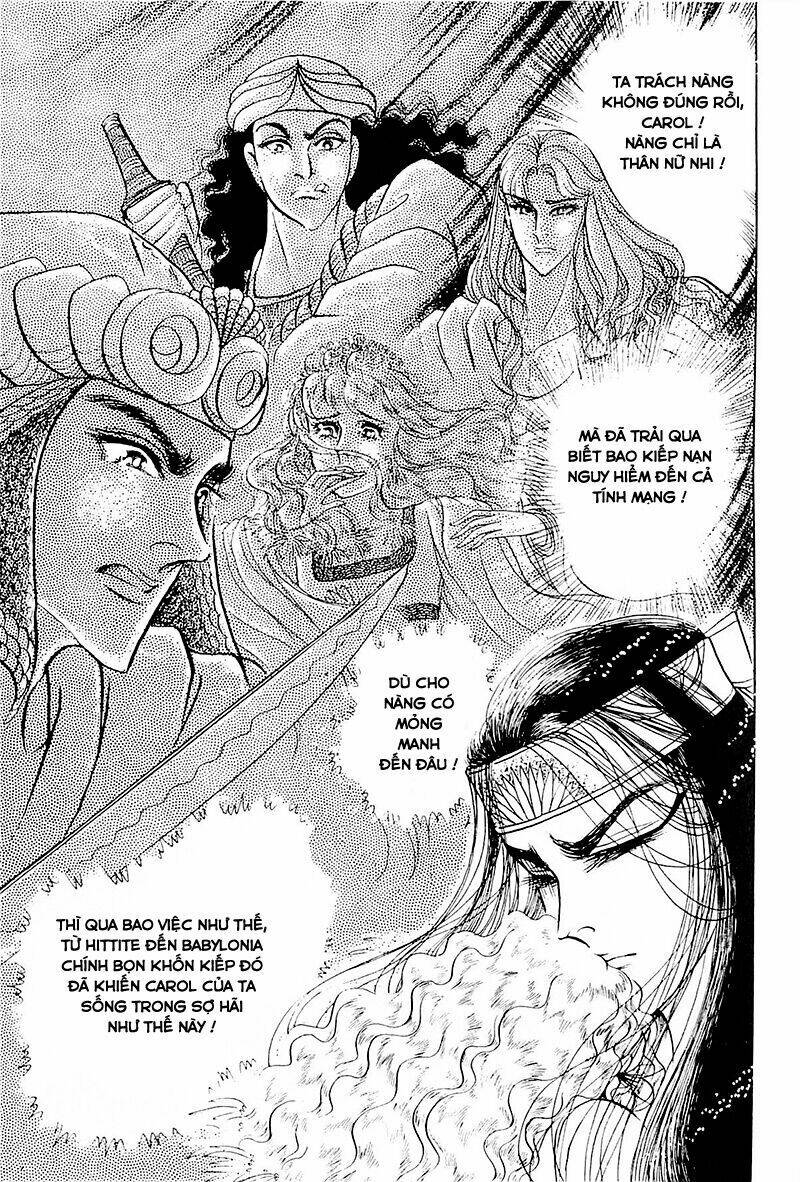 TA TRÁCH NÀNG
KHÔNG ĐÚNG RỒI,
CAROL !
NÀNG CHỈ LÀ
THÂN NỮ NHI !
MÀ ĐÃ TRẢI QUA
BIẾT BAO KIẾP NẠN
NGUY HIỂM ĐẾN CẢ
TÍNH MẠNG !
DÙ CHO
NÀNG CÓ
MỎNG
MANH
ĐẾN ĐÂU !
THÌ QUA BAO VIỆC NHƯ THẾ,
TỪ HITTITE ĐẾN BABYLONIA
CHÍNH BỌN KHỐN KIẾP ĐÓ
ĐÃ KHIẾN CAROL CỦA TA
SỐNG TRONG SỢ HÃI
NHƯ THẾ NÀY !